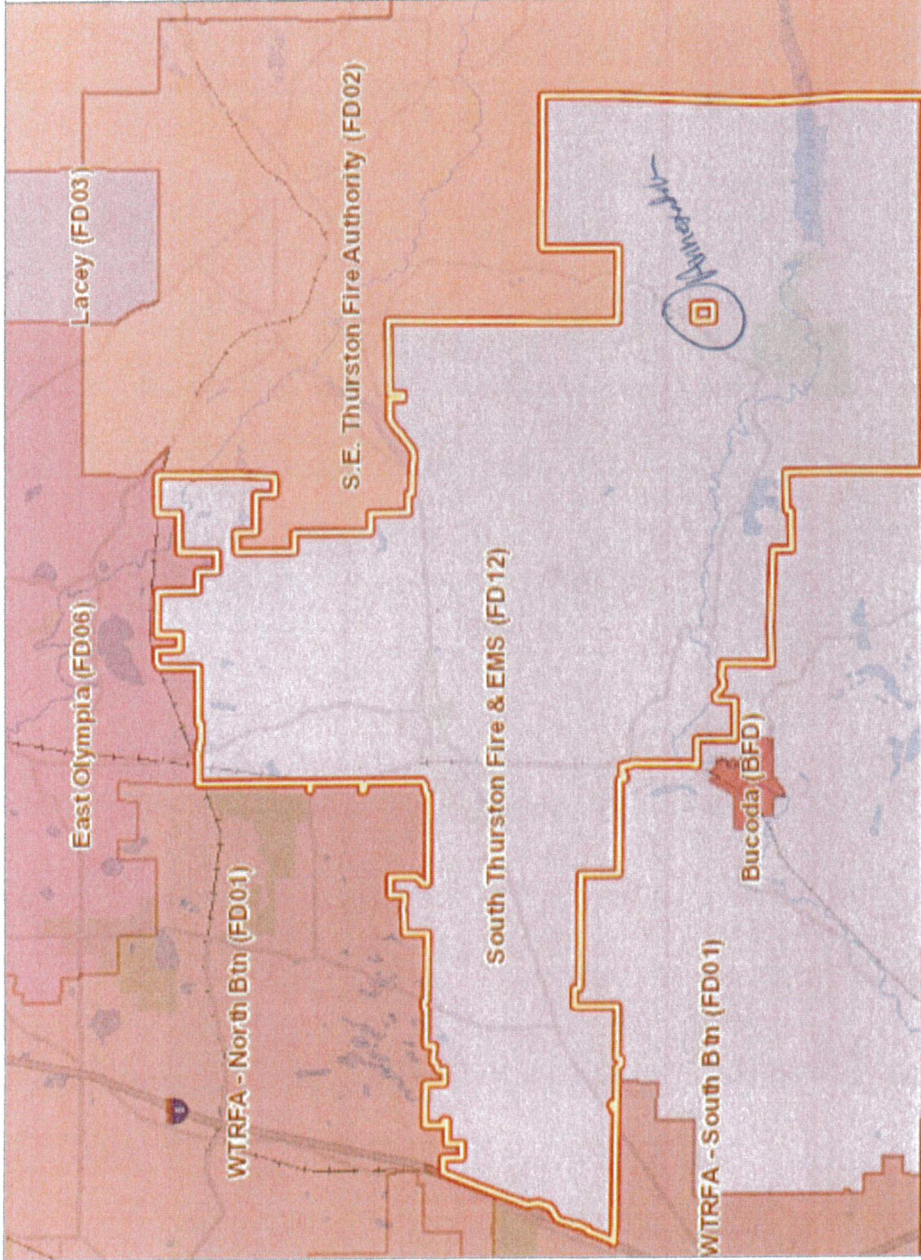 East Olympia (FD06)
Lacey (FD03)
WTRFA - North Btn (FD01)
S.E. Thurston Fire Authority (FD02)
South Thurston Fire & EMS (FD12)
WTRFA - South Btn (FD01)
Bucoda (BFD)